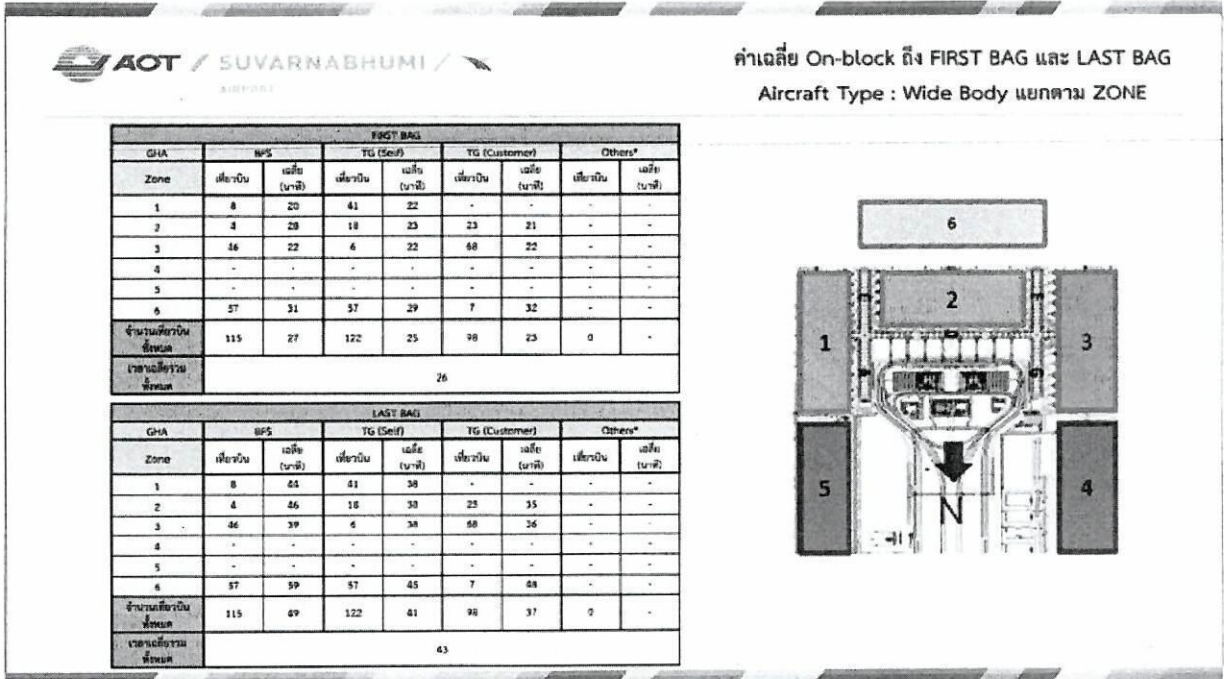 AOT / SUVARNABHUMI /
AIRPORT
ค่าเฉลี่ย On-block ถึง FIRST BAG และ LAST BAG
Aircraft Type : Wide Body แยกตาม ZONE
FIRST BAG
GHA BFS TG (Self) TG (Customer) Others*
Zone เที่ยวบิน เฉลี่ย (นาที) เที่ยวบิน เฉลี่ย (นาที) เที่ยวบิน เฉลี่ย (นาที) เที่ยวบิน เฉลี่ย (นาที)
1 8 20 41 22 - - - -
2 4 28 18 23 23 21 - -
3 46 22 6 22 68 22 - -
4 - - - - - - - -
5 - - - - - - - -
6 57 31 57 29 7 32 - -
จำนวนเที่ยวบินทั้งหมด 115 27 122 25 98 23 0 -
เวลาเฉลี่ยรวมทั้งหมด 26
LAST BAG
GHA BFS TG (Self) TG (Customer) Others*
Zone เที่ยวบิน เฉลี่ย (นาที) เที่ยวบิน เฉลี่ย (นาที) เที่ยวบิน เฉลี่ย (นาที) เที่ยวบิน เฉลี่ย (นาที)
1 8 44 41 38 - - - -
2 4 46 18 38 23 35 - -
3 46 39 6 38 68 36 - -
4 - - - - - - - -
5 - - - - - - - -
6 57 59 57 45 7 48 - -
จำนวนเที่ยวบินทั้งหมด 115 49 122 41 98 37 0 -
เวลาเฉลี่ยรวมทั้งหมด 43
6
2
1
3
5
4
N